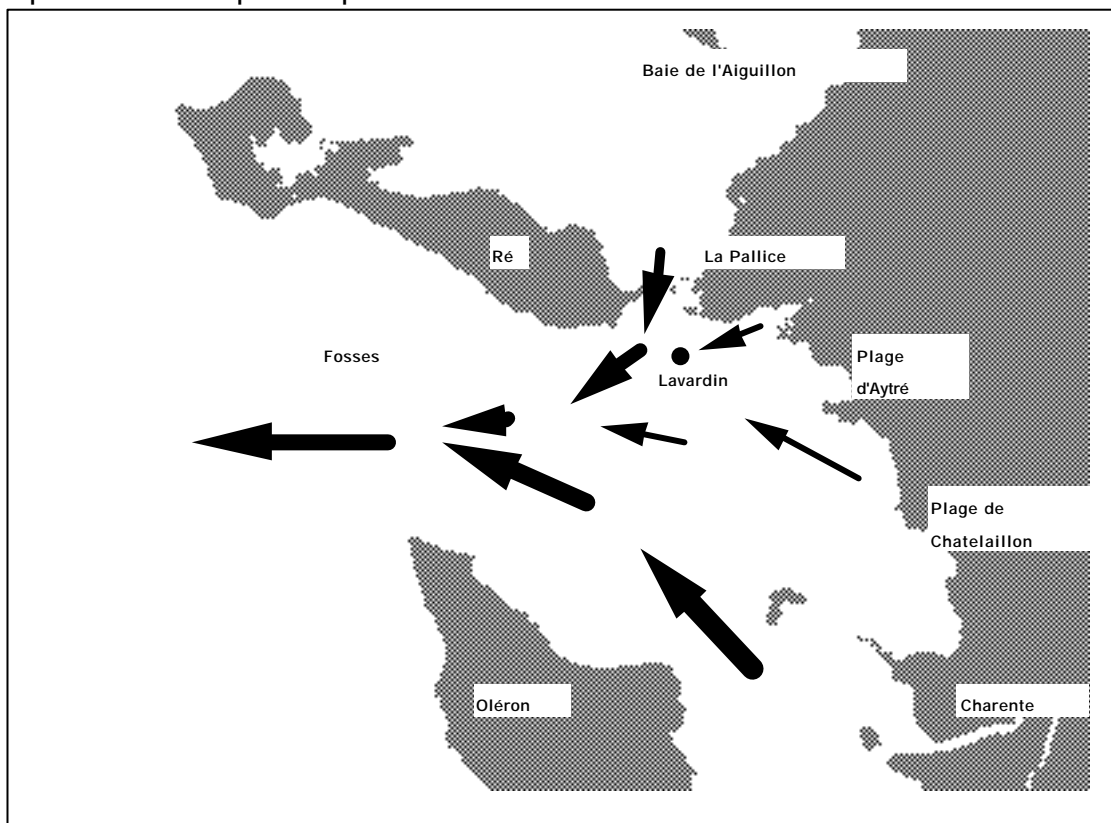 Baie de l'Aiguillon
Ré
La Pallice
Fosses
Lavardin
Plage
d'Aytré
Plage de
Chatelaillon
Oléron
Charente